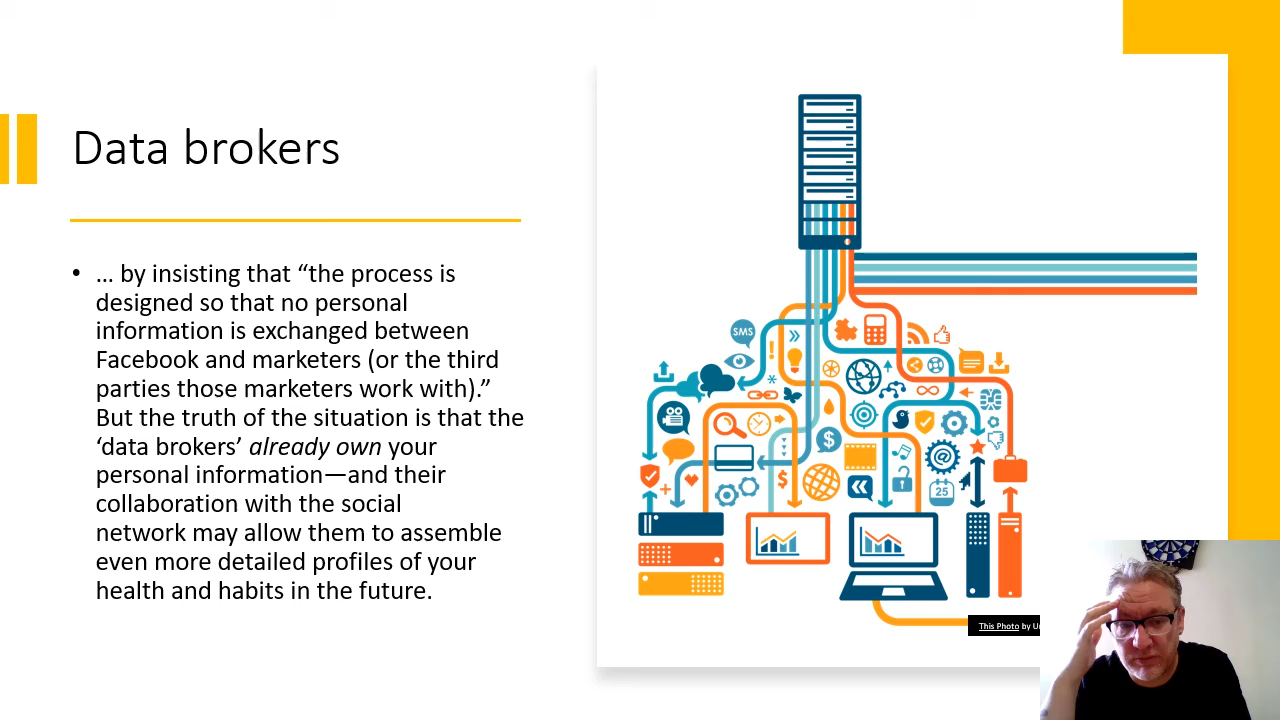 Data brokers
• … by insisting that “the process is
designed so that no personal
information is exchanged between
Facebook and marketers (or the third
parties those marketers work with).”
But the truth of the situation is that the
‘data brokers’ already own your
personal information—and their
collaboration with the social
network may allow them to assemble
even more detailed profiles of your
health and habits in the future.
SMS
$
$
@
25
This Photo by